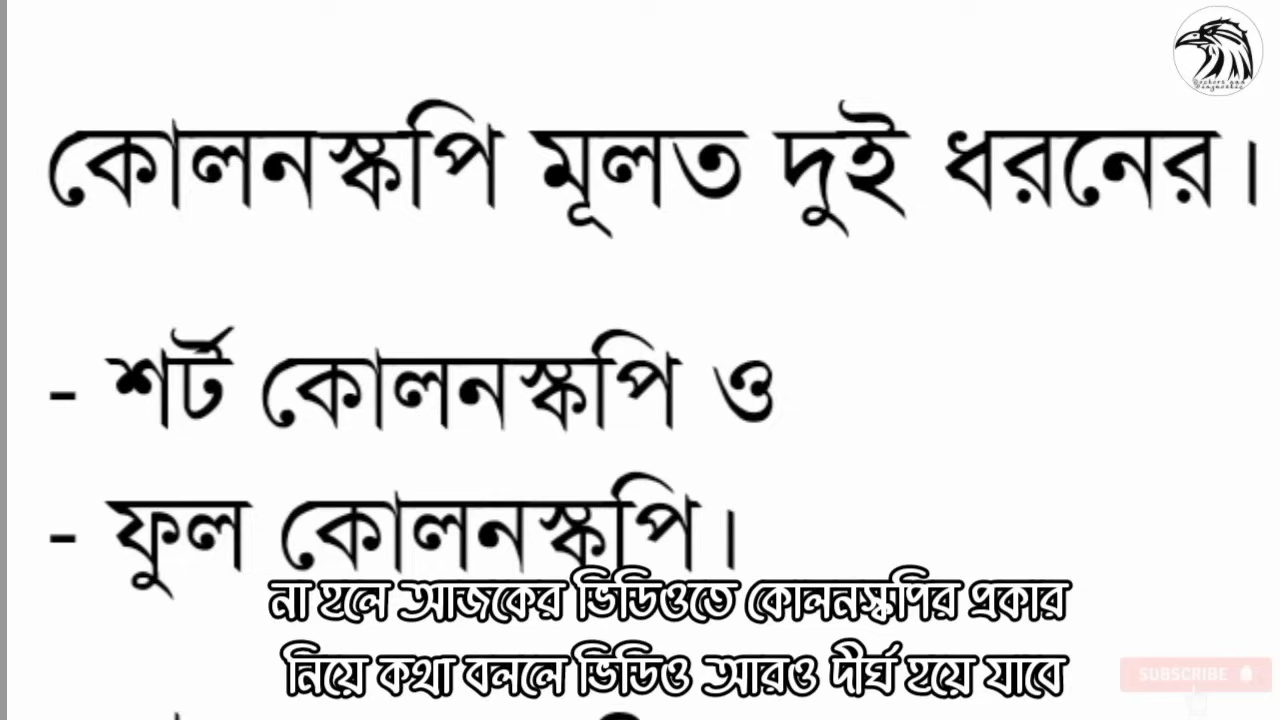 কোলনস্কপি মূলত দুই ধরনের।
- শর্ট কোলনস্কপি ও
- ফুল কোলনস্কপি।
না হলে আজকের ভিডিওতে কোলনস্কপির প্রকার
নিয়ে কথা বললে ভিডিও আরও দীর্ঘ হয়ে যাবে
SUBSCRIBE